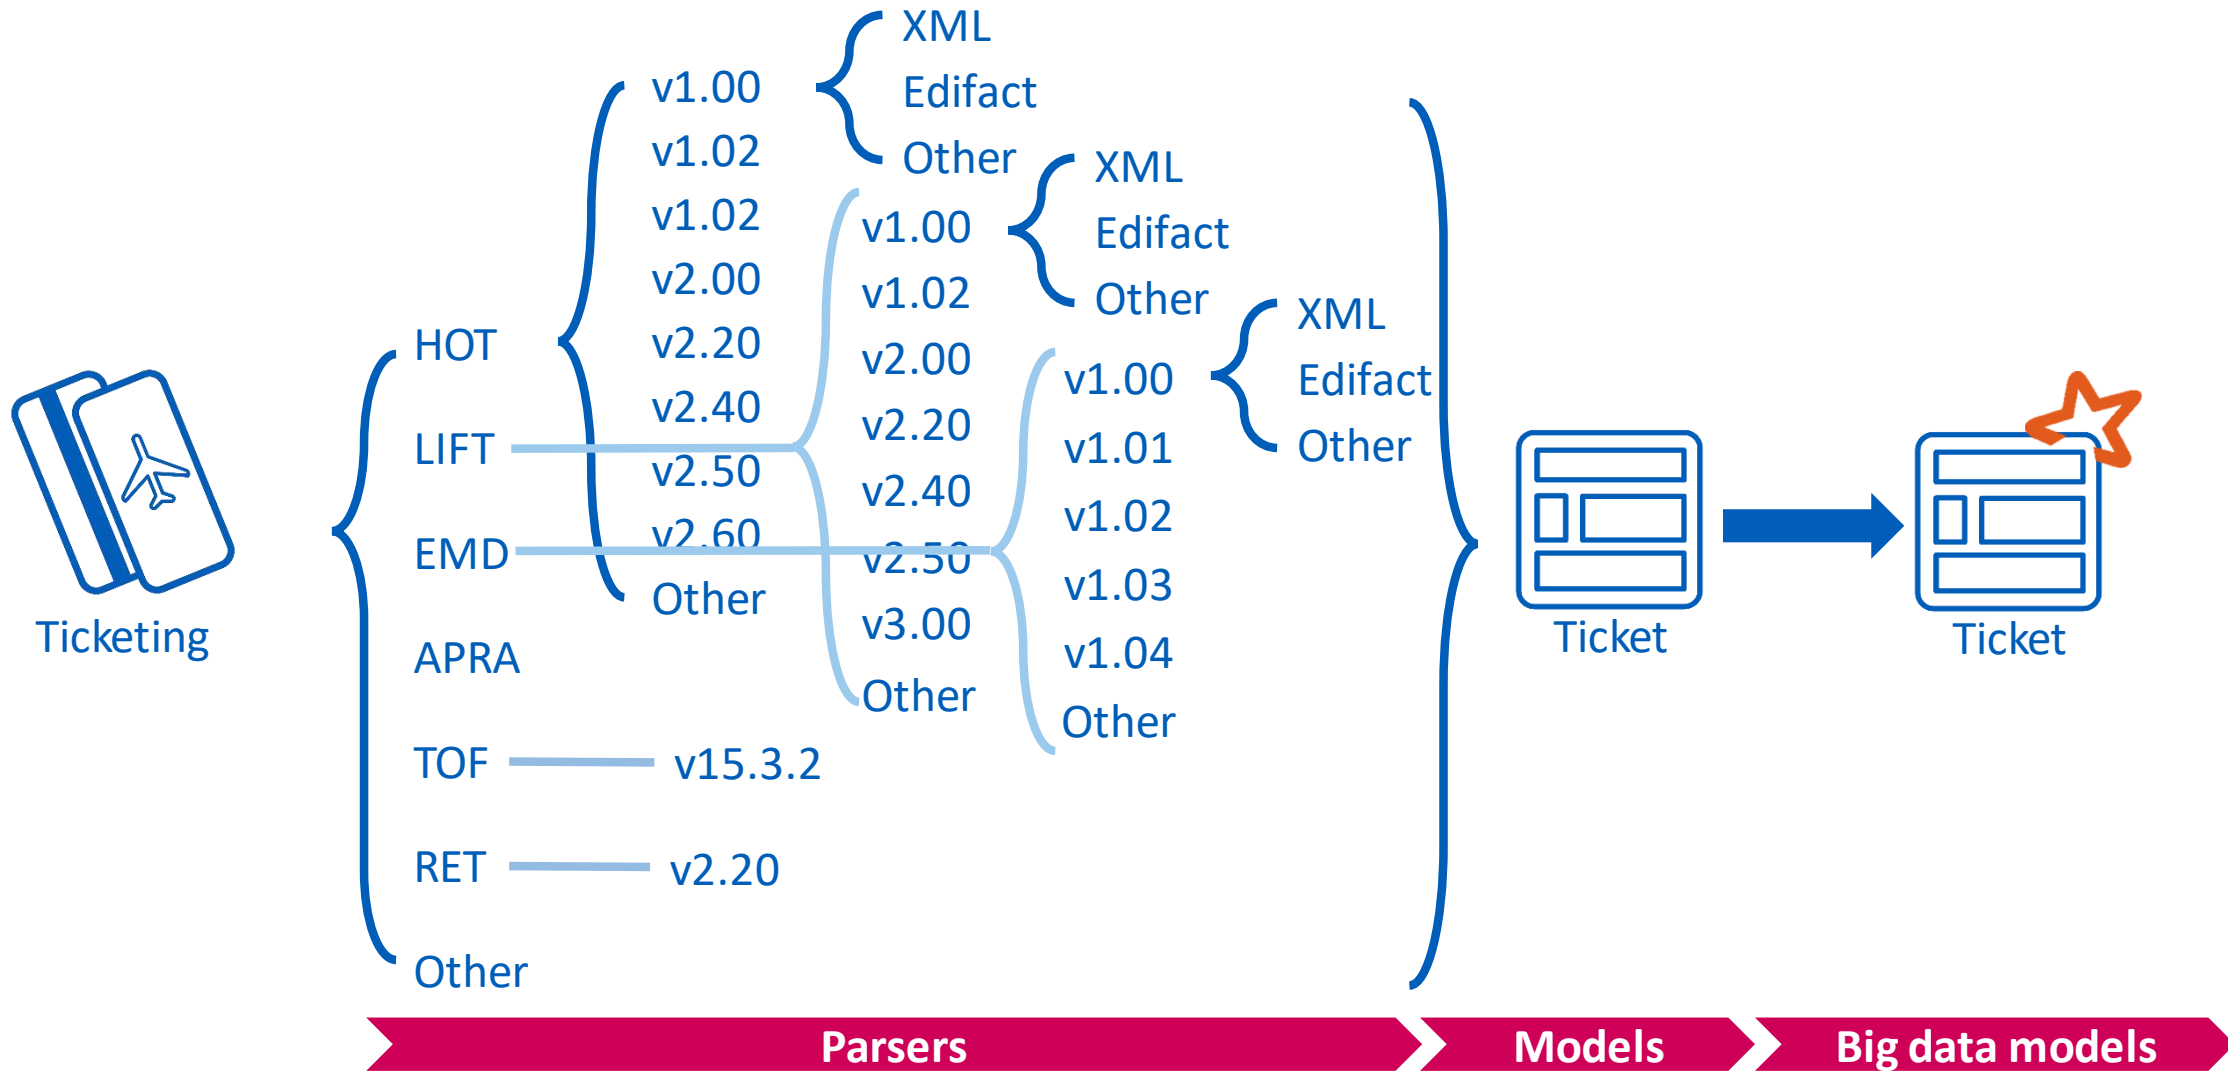 Ticketing
HOT
LIFT
EMD
APRA
TOF
RET
Other
v1.00
v1.02
v1.02
v2.00
v2.20
v2.40
v2.50
v2.60
Other
v15.3.2
v2.20
XML
Edifact
Other
v1.00
v1.02
v2.00
v2.20
v2.40
v2.50
v3.00
Other
XML
Edifact
Other
v1.00
v1.01
v1.02
v1.03
v1.04
Other
XML
Edifact
Other
Ticket
Ticket
Parsers
Models
Big data models